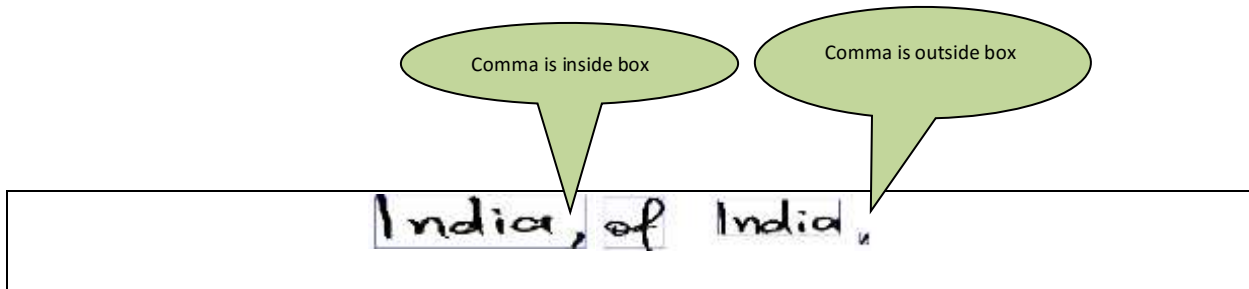 Comma is inside box
Comma is outside box
India, of India,